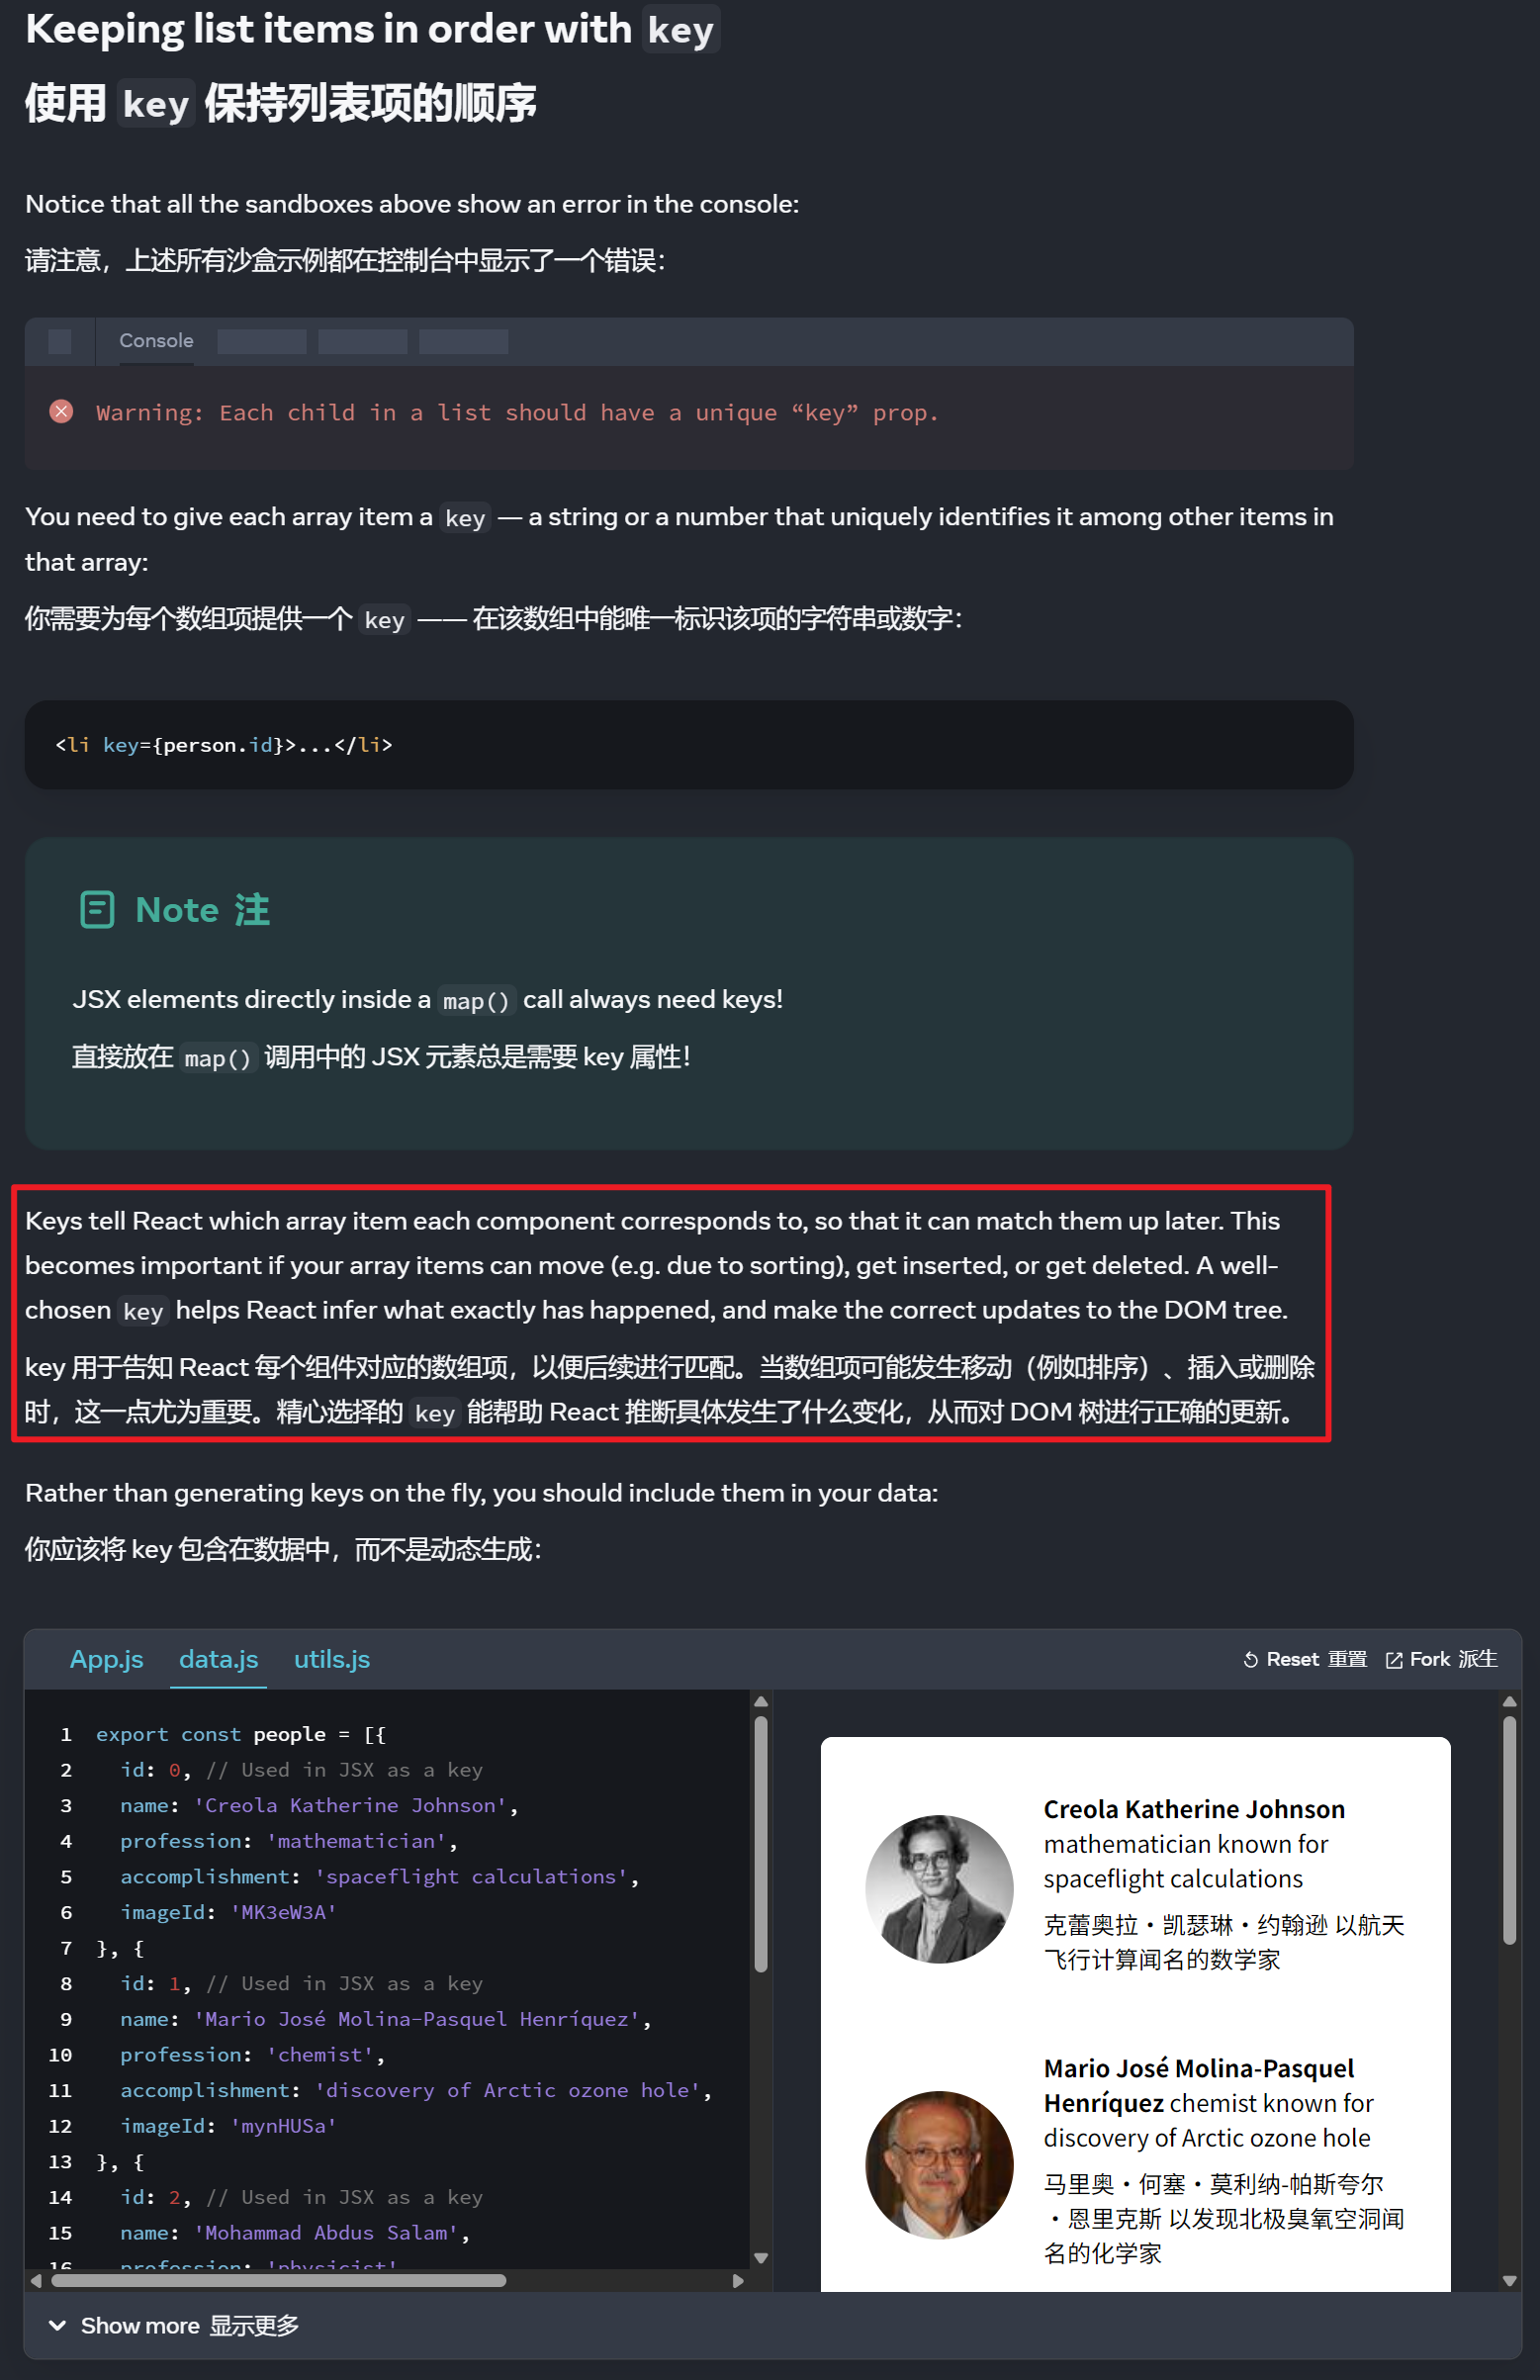 Keeping list items in order with key
使用 key 保持列表项的顺序
Notice that all the sandboxes above show an error in the console:
请注意，上述所有沙盒示例都在控制台中显示了一个错误：
Console
Warning: Each child in a list should have a unique “key” prop.
You need to give each array item a key — a string or a number that uniquely identifies it among other items in
that array:
你需要为每个数组项提供一个 key —— 在该数组中能唯一标识该项的字符串或数字：
<li key={person.id}>...</li>
Note 注
JSX elements directly inside a map() call always need keys!
直接放在 map() 调用中的 JSX 元素总是需要 key 属性！
Keys tell React which array item each component corresponds to, so that it can match them up later. This
becomes important if your array items can move (e.g. due to sorting), get inserted, or get deleted. A well-
chosen key helps React infer what exactly has happened, and make the correct updates to the DOM tree.
key 用于告知 React 每个组件对应的数组项，以便后续进行匹配。当数组项可能发生移动（例如排序）、插入或删除
时，这一点尤为重要。精心选择的 key 能帮助 React 推断具体发生了什么变化，从而对 DOM 树进行正确的更新。
Rather than generating keys on the fly, you should include them in your data:
你应该将 key 包含在数据中，而不是动态生成：
App.js data.js utils.js
Reset 重置 Fork 派生
1 export const people = [{
2 id: 0, // Used in JSX as a key
3 name: 'Creola Katherine Johnson',
4 profession: 'mathematician',
5 accomplishment: 'spaceflight calculations',
6 imageId: 'MK3eW3A'
7 }, {
8 id: 1, // Used in JSX as a key
9 name: 'Mario José Molina-Pasquel Henríquez',
10 profession: 'chemist',
11 accomplishment: 'discovery of Arctic ozone hole',
12 imageId: 'mynHUSa'
13 }, {
14 id: 2, // Used in JSX as a key
15 name: 'Mohammad Abdus Salam',
16 profession: 'physicist'
Creola Katherine Johnson
mathematician known for
spaceflight calculations
克蕾奥拉・凯瑟琳・约翰逊 以航天
飞行计算闻名的数学家
Mario José Molina-Pasquel
Henríquez chemist known for
discovery of Arctic ozone hole
马里奥・何塞・莫利纳-帕斯夸尔
・恩里克斯 以发现北极臭氧空洞闻
名的化学家
Show more 显示更多